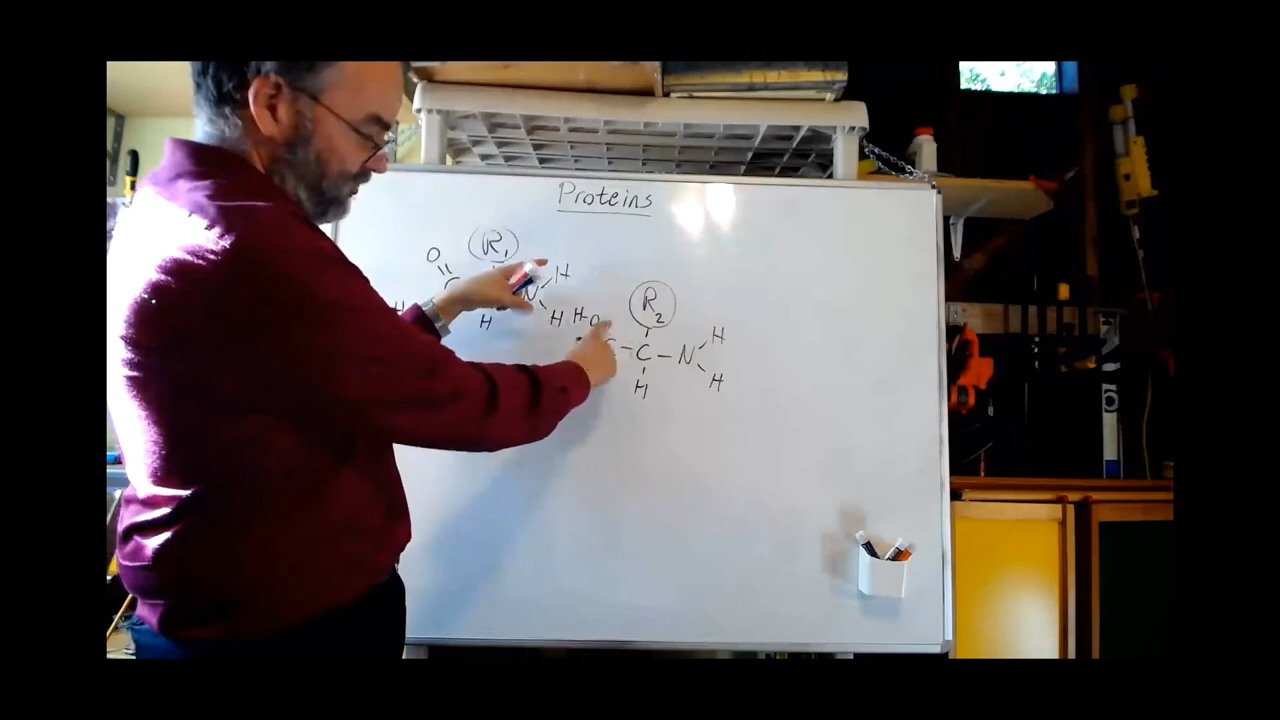 Proteins
O R1
C N H
H H
H
H O R2
C - C - N H
H H